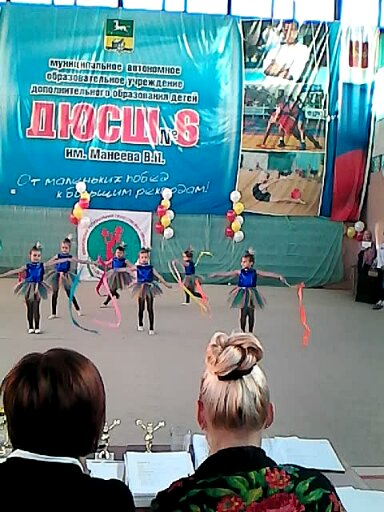 муниципальное автономное
образовательное учреждение
дополнительного образования детей
ДЮСШ №6
им. Манеева В.П.
От маленьких побед
к большим рекордам!